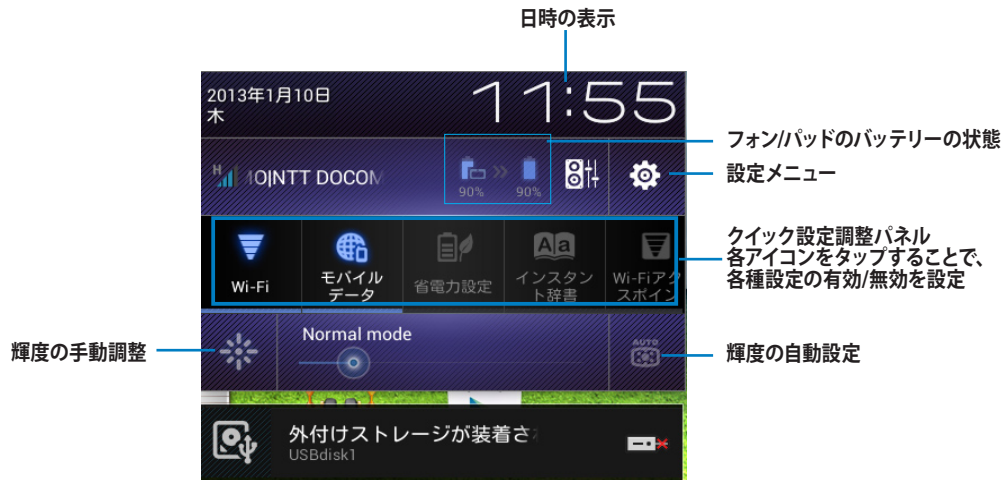 日時の表示
2013年1月10日
木
11:55
フォン/パッドのバッテリーの状態
設定メニュー
H
NTT DOCOM
90%
90%
クイック設定調整パネル
各アイコンをタップすることで、
各種設定の有効/無効を設定
Wi-Fi
モバイル
データ
省電力設定
Aa
インスタン
ト辞書
Wi-Fiアク
スポイン
輝度の手動調整
Normal mode
AUTO
輝度の自動設定
外付けストレージが装着さ
USBdisk1